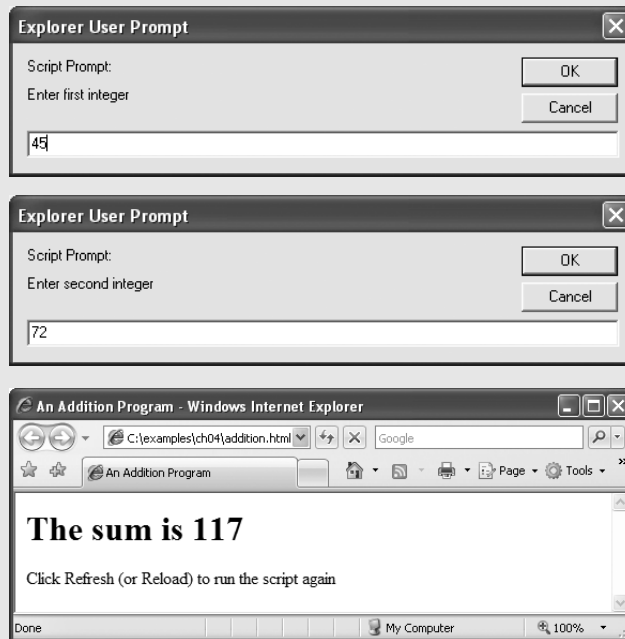 Explorer User Prompt
Script Prompt:
OK
Enter first integer
Cancel
45
Explorer User Prompt
Script Prompt:
OK
Enter second integer
Cancel
72
An Addition Program - Windows Internet Explorer
C:\examples\ch04\addition.html
Google
An Addition Program
Page
Tools
»
The sum is 117
Click Refresh (or Reload) to run the script again
Done
My Computer
100%